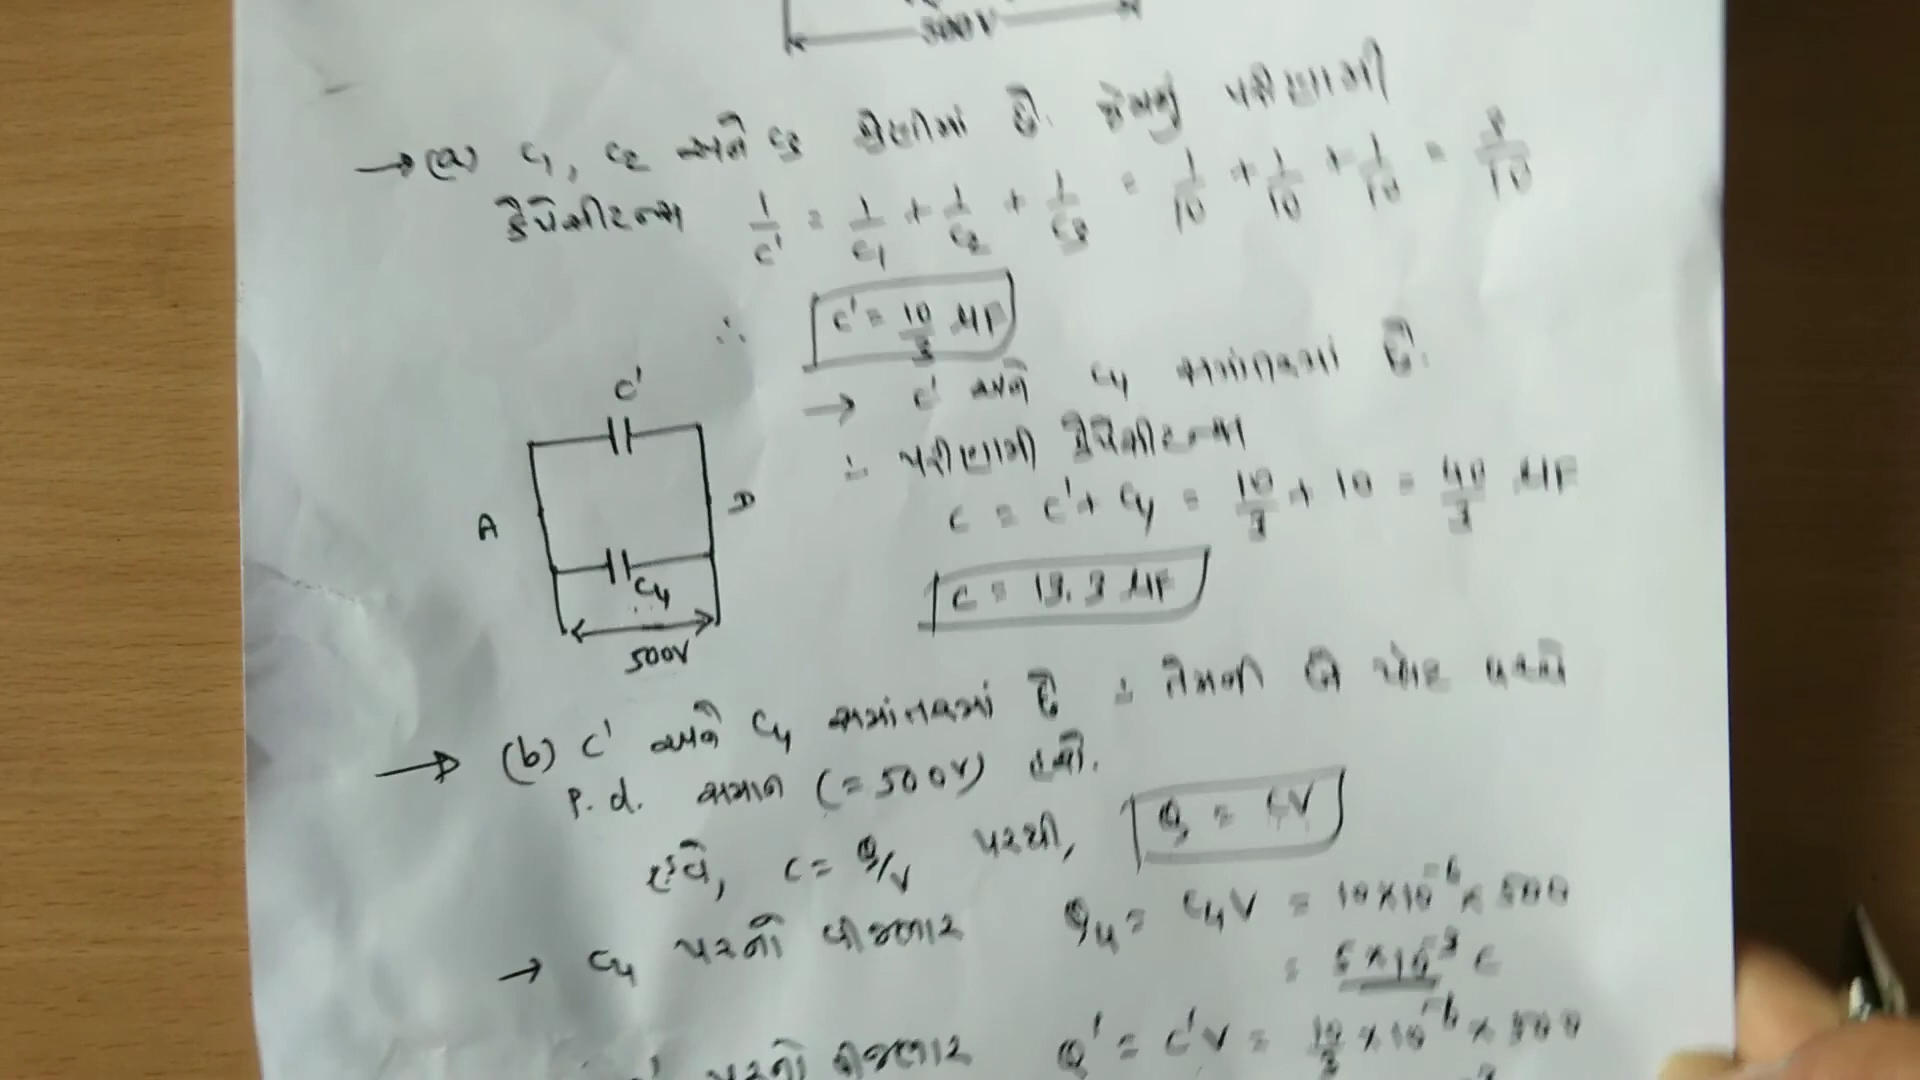 500V
→ (a) C1, C2 અને C3 શ્રેણીમાં છે. તેમનું પરિણામી
કેપેસીટન્સ 1/C' = 1/C1 + 1/C2 + 1/C3 = 1/10 + 1/10 + 1/10 = 3/10
∴ C' = 10/3 μF
C'
→ C' અને C4 સમાંતરમાં છે.
∴ પરિણામી કેપેસીટન્સ
A D
C = C' + C4 = 10/3 + 10 = 40/3 μF
C4
C = 13.3 μF
500V
→ (b) C' અને C4 સમાંતરમાં છે ∴ તેમની બે પ્લેટ વચ્ચે
p.d. સમાન (= 500V) હશે.
હવે, C = Q/V પરથી, Q = CV
→ C4 પરનો વીજભાર Q4 = C4V = 10×10⁻⁶ × 500
= 5×10⁻³ C
C' પરનો વીજભાર Q' = C'V = 10/3 × 10⁻⁶ × 500